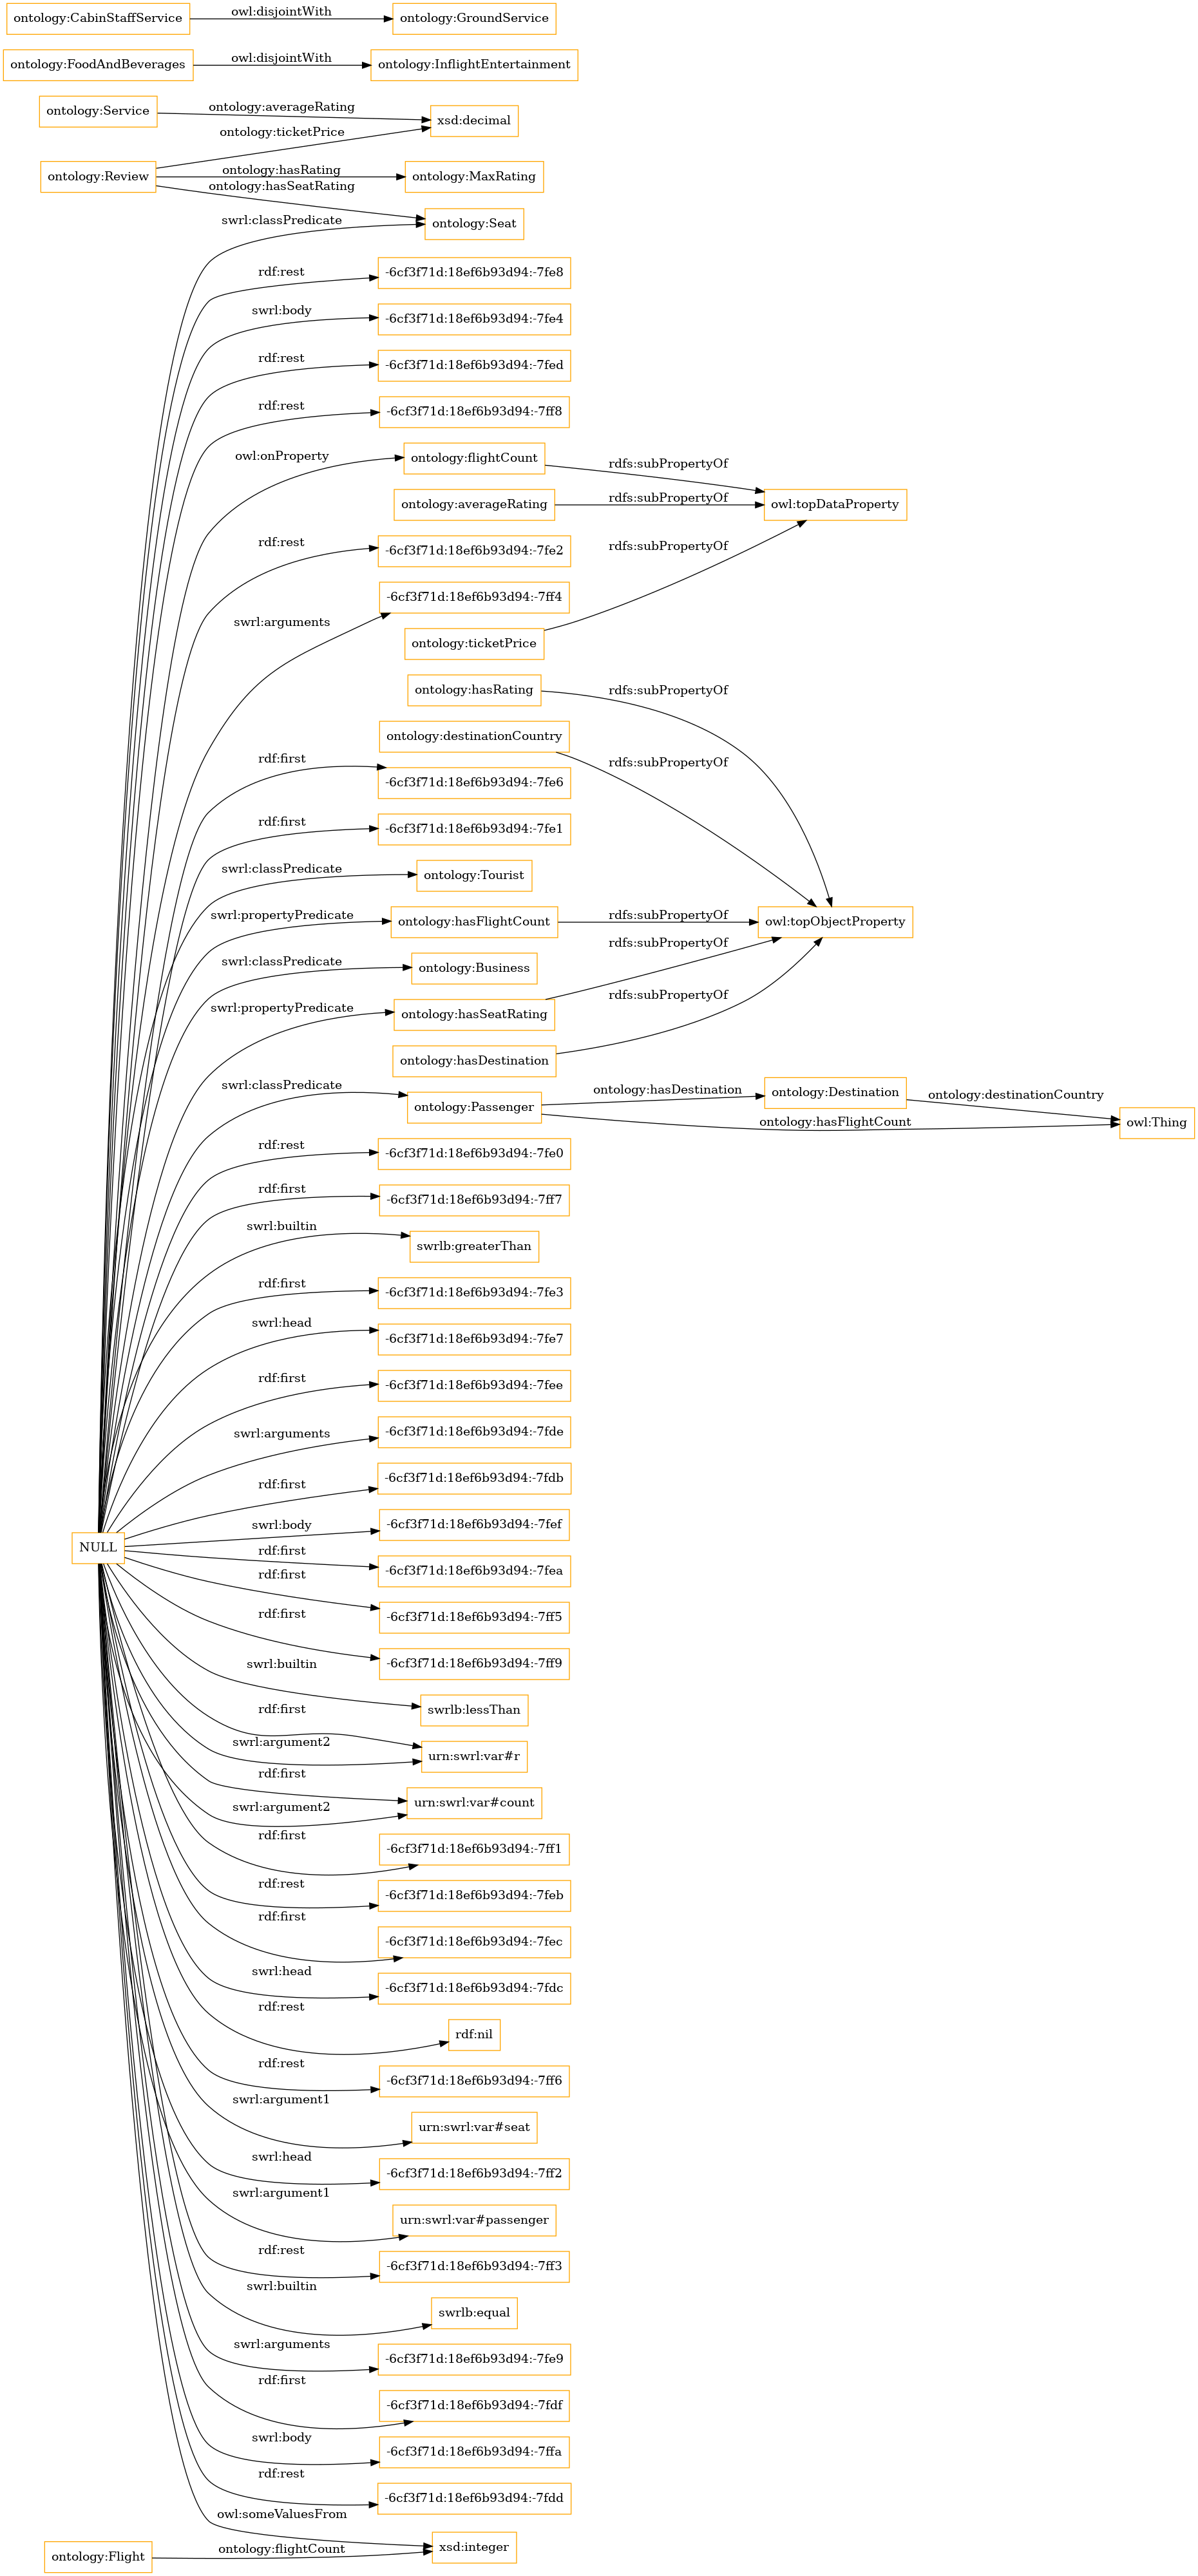 ontology:CabinStaffService
owl:disjointWith
ontology:GroundService
ontology:FoodAndBeverages
owl:disjointWith
ontology:InflightEntertainment
ontology:Service
ontology:averageRating
xsd:decimal
ontology:ticketPrice
ontology:Review
ontology:hasRating
ontology:MaxRating
ontology:hasSeatRating
swrl:classPredicate
ontology:Seat
rdf:rest
-6cf3f71d:18ef6b93d94:-7fe8
swrl:body
-6cf3f71d:18ef6b93d94:-7fe4
rdf:rest
-6cf3f71d:18ef6b93d94:-7fed
rdf:rest
-6cf3f71d:18ef6b93d94:-7ff8
owl:onProperty
ontology:flightCount
rdfs:subPropertyOf
ontology:averageRating
rdfs:subPropertyOf
owl:topDataProperty
rdf:rest
-6cf3f71d:18ef6b93d94:-7fe2
rdfs:subPropertyOf
-6cf3f71d:18ef6b93d94:-7ff4
swrl:arguments
ontology:ticketPrice
ontology:hasRating
rdfs:subPropertyOf
ontology:destinationCountry
rdfs:subPropertyOf
rdf:first
-6cf3f71d:18ef6b93d94:-7fe6
rdf:first
-6cf3f71d:18ef6b93d94:-7fe1
swrl:classPredicate
ontology:Tourist
swrl:propertyPredicate
ontology:hasFlightCount
rdfs:subPropertyOf
owl:topObjectProperty
rdfs:subPropertyOf
swrl:classPredicate
ontology:Business
swrl:propertyPredicate
ontology:hasSeatRating
rdfs:subPropertyOf
ontology:hasDestination
swrl:classPredicate
ontology:Passenger
ontology:hasDestination
ontology:Destination
ontology:destinationCountry
ontology:hasFlightCount
owl:Thing
rdf:rest
-6cf3f71d:18ef6b93d94:-7fe0
rdf:first
-6cf3f71d:18ef6b93d94:-7ff7
swrl:builtin
swrlb:greaterThan
rdf:first
-6cf3f71d:18ef6b93d94:-7fe3
swrl:head
-6cf3f71d:18ef6b93d94:-7fe7
rdf:first
-6cf3f71d:18ef6b93d94:-7fee
swrl:arguments
-6cf3f71d:18ef6b93d94:-7fde
rdf:first
-6cf3f71d:18ef6b93d94:-7fdb
swrl:body
-6cf3f71d:18ef6b93d94:-7fef
NULL
rdf:first
-6cf3f71d:18ef6b93d94:-7fea
rdf:first
-6cf3f71d:18ef6b93d94:-7ff5
rdf:first
-6cf3f71d:18ef6b93d94:-7ff9
swrl:builtin
swrlb:lessThan
rdf:first
swrl:argument2
urn:swrl:var#r
rdf:first
urn:swrl:var#count
swrl:argument2
rdf:first
-6cf3f71d:18ef6b93d94:-7ff1
rdf:rest
-6cf3f71d:18ef6b93d94:-7feb
rdf:first
-6cf3f71d:18ef6b93d94:-7fec
swrl:head
-6cf3f71d:18ef6b93d94:-7fdc
rdf:rest
rdf:nil
rdf:rest
-6cf3f71d:18ef6b93d94:-7ff6
swrl:argument1
urn:swrl:var#seat
swrl:head
-6cf3f71d:18ef6b93d94:-7ff2
swrl:argument1
urn:swrl:var#passenger
rdf:rest
-6cf3f71d:18ef6b93d94:-7ff3
swrl:builtin
swrlb:equal
swrl:arguments
-6cf3f71d:18ef6b93d94:-7fe9
rdf:first
-6cf3f71d:18ef6b93d94:-7fdf
swrl:body
-6cf3f71d:18ef6b93d94:-7ffa
rdf:rest
-6cf3f71d:18ef6b93d94:-7fdd
owl:someValuesFrom
xsd:integer
ontology:Flight
ontology:flightCount